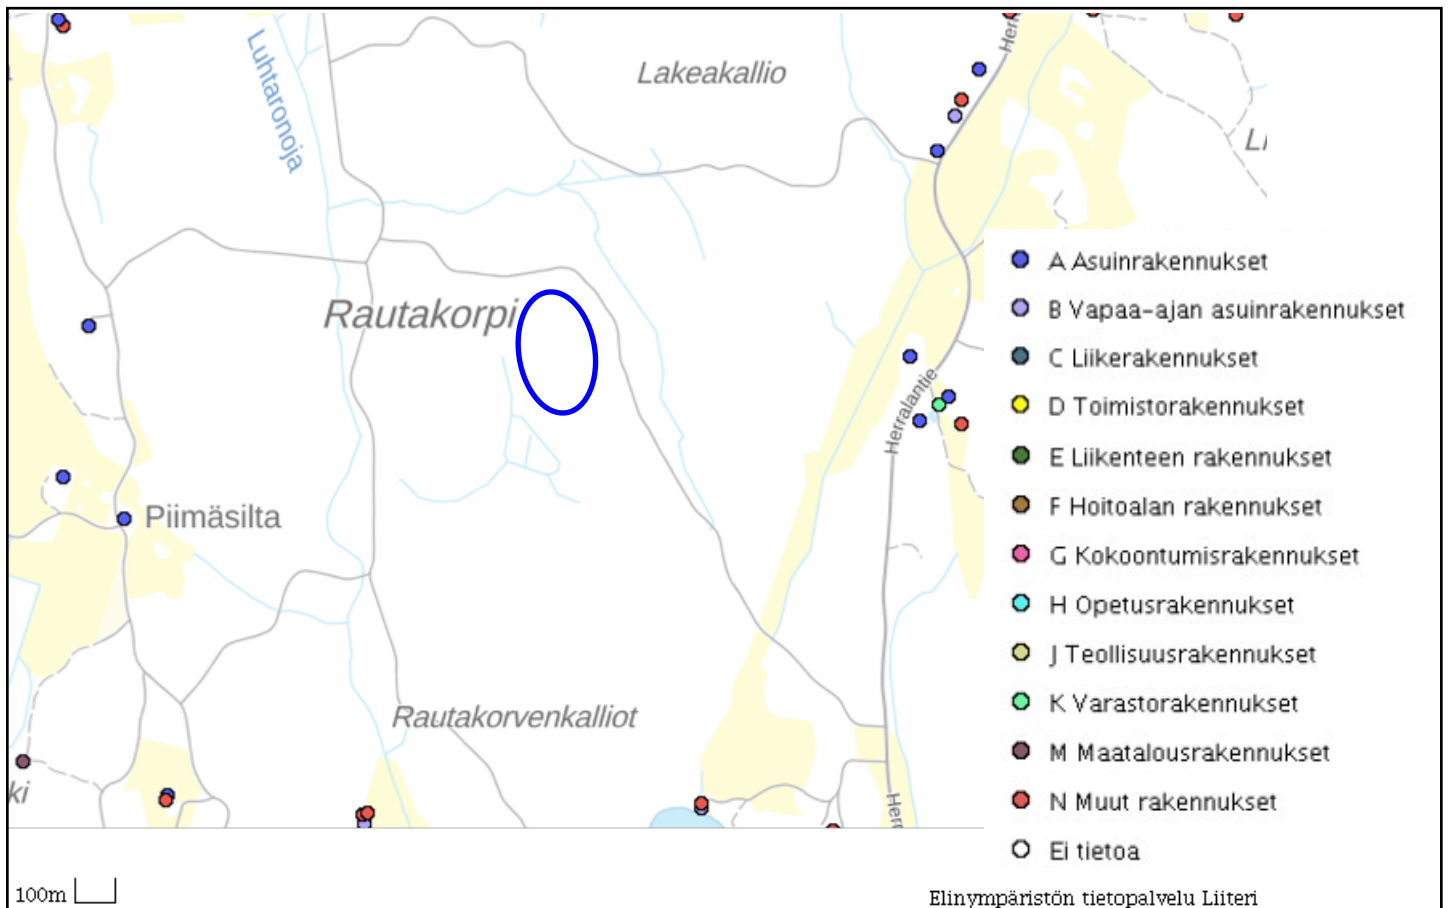 Luhtaronoja
Lakeakallio
Rautakorpi
Piimäsilta
Rautakorvenkalliot
Herralantie
ki
A Asuinrakennukset
B Vapaa-ajan asuinrakennukset
C Liikerakennukset
D Toimistorakennukset
E Liikenteen rakennukset
F Hoitoalan rakennukset
G Kokoontumisrakennukset
H Opetusrakennukset
J Teollisuusrakennukset
K Varastorakennukset
M Maatalousrakennukset
N Muut rakennukset
Ei tietoa
100m
Elinympäristön tietopalvelu Liiteri